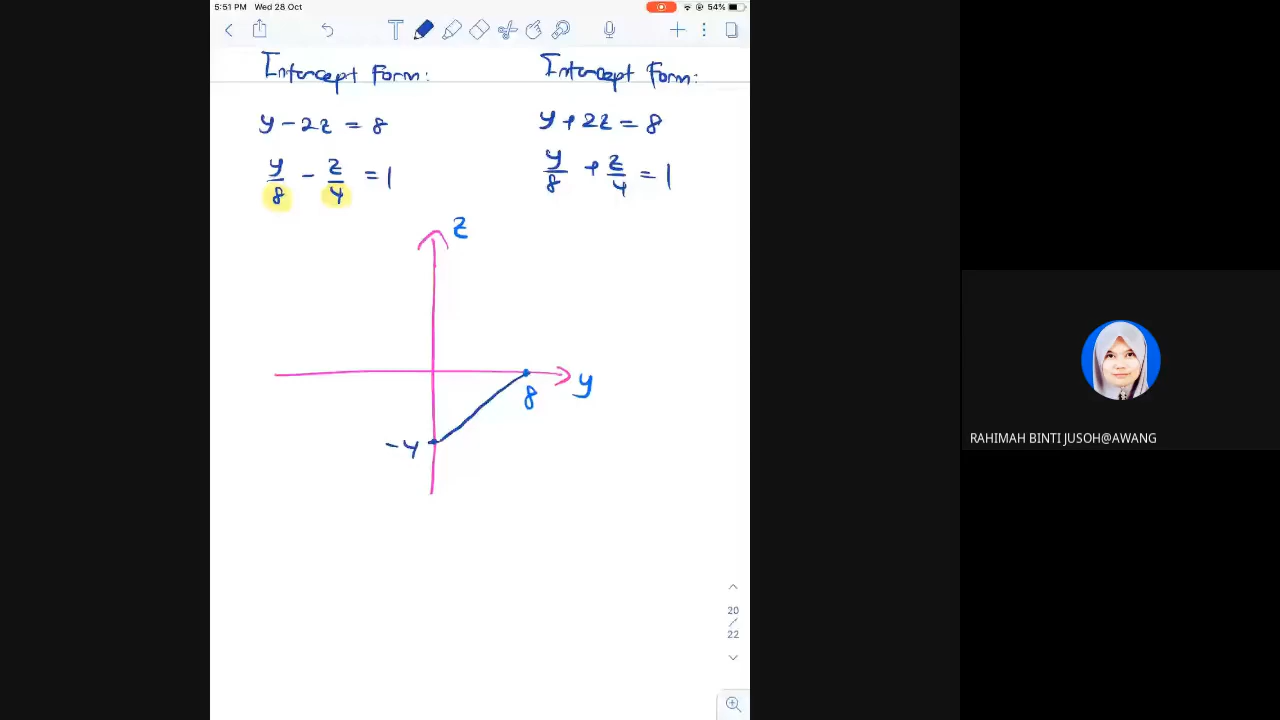 5:51 PM Wed 28 Oct
54%
T
Intercept Form:
y - 2z = 8
y/8 - z/4 = 1
Intercept Form:
y + 2z = 8
y/8 + z/4 = 1
z
y
8
-4
20
/
22
RAHIMAH BINTI JUSOH@AWANG